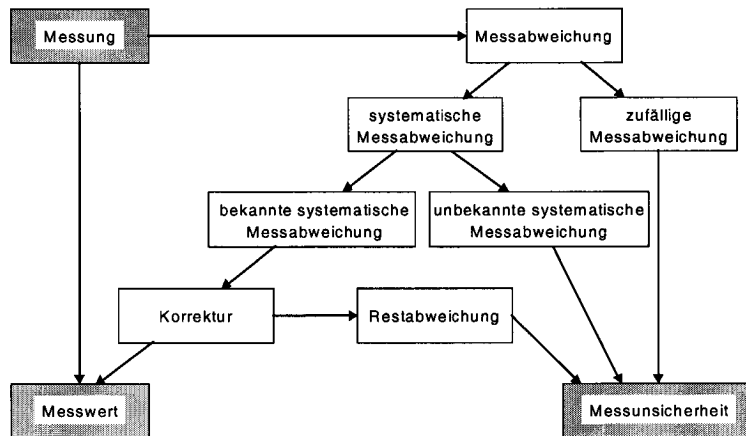 Messung
Messabweichung
systematische
Messabweichung
zufällige
Messabweichung
bekannte systematische
Messabweichung
unbekannte systematische
Messabweichung
Korrektur
Restabweichung
Messwert
Messunsicherheit